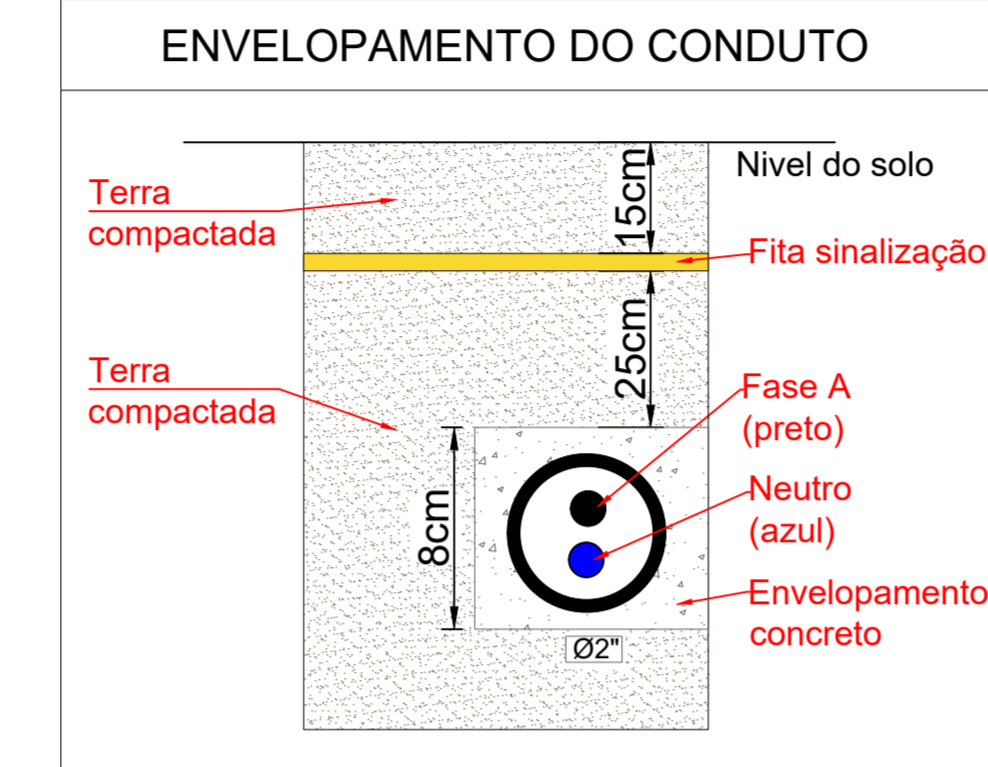 ENVELOPAMENTO DO CONDUTO
Nivel do solo
Terra
compactada
15cm
Fita sinalização
25cm
Terra
compactada
Fase A
(preto)
8cm
Neutro
(azul)
Envelopamento
concreto
Ø2"